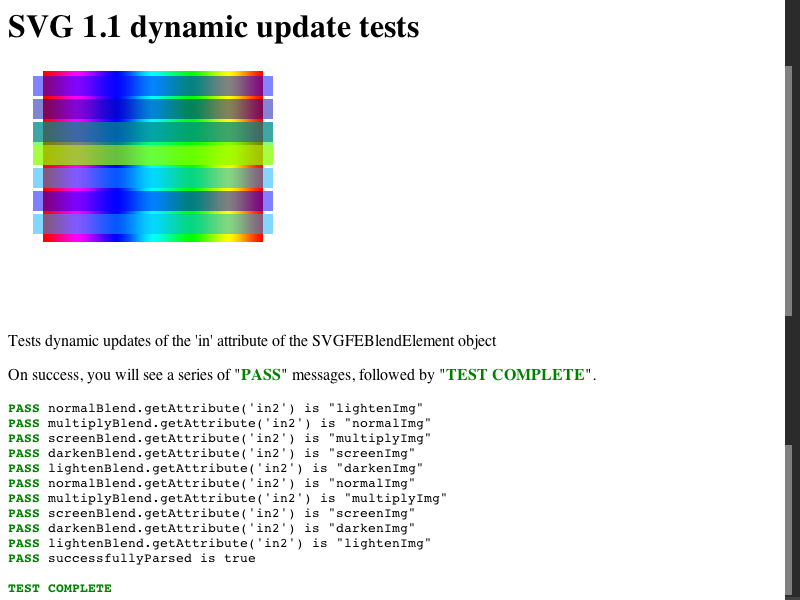 SVG 1.1 dynamic update tests
Tests dynamic updates of the 'in' attribute of the SVGFEBlendElement object
On success, you will see a series of "PASS" messages, followed by "TEST COMPLETE".
PASS normalBlend.getAttribute('in2') is "lightenImg"
PASS multiplyBlend.getAttribute('in2') is "normalImg"
PASS screenBlend.getAttribute('in2') is "multiplyImg"
PASS darkenBlend.getAttribute('in2') is "screenImg"
PASS lightenBlend.getAttribute('in2') is "darkenImg"
PASS normalBlend.getAttribute('in2') is "normalImg"
PASS multiplyBlend.getAttribute('in2') is "multiplyImg"
PASS screenBlend.getAttribute('in2') is "screenImg"
PASS darkenBlend.getAttribute('in2') is "darkenImg"
PASS lightenBlend.getAttribute('in2') is "lightenImg"
PASS successfullyParsed is true
TEST COMPLETE